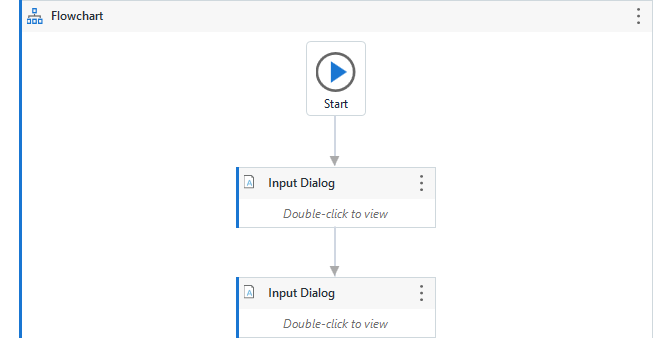 Flowchart
Start
Input Dialog
Double-click to view
Input Dialog
Double-click to view